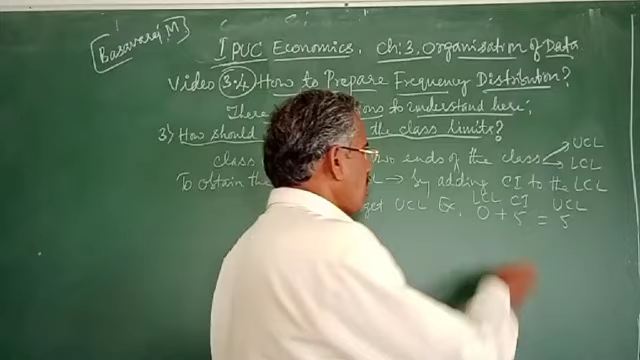 Basavaraj M
I PUC Economics. Ch:3. Organisation of Data
Video 3.4 How to Prepare Frequency Distribution?
There to understand here;
3) How should the class limits?
class two ends of the class UCL
LCL
To obtain the → by adding CI to the LCL
get UCL Ex. LCL CI UCL
0 + 5 = 5